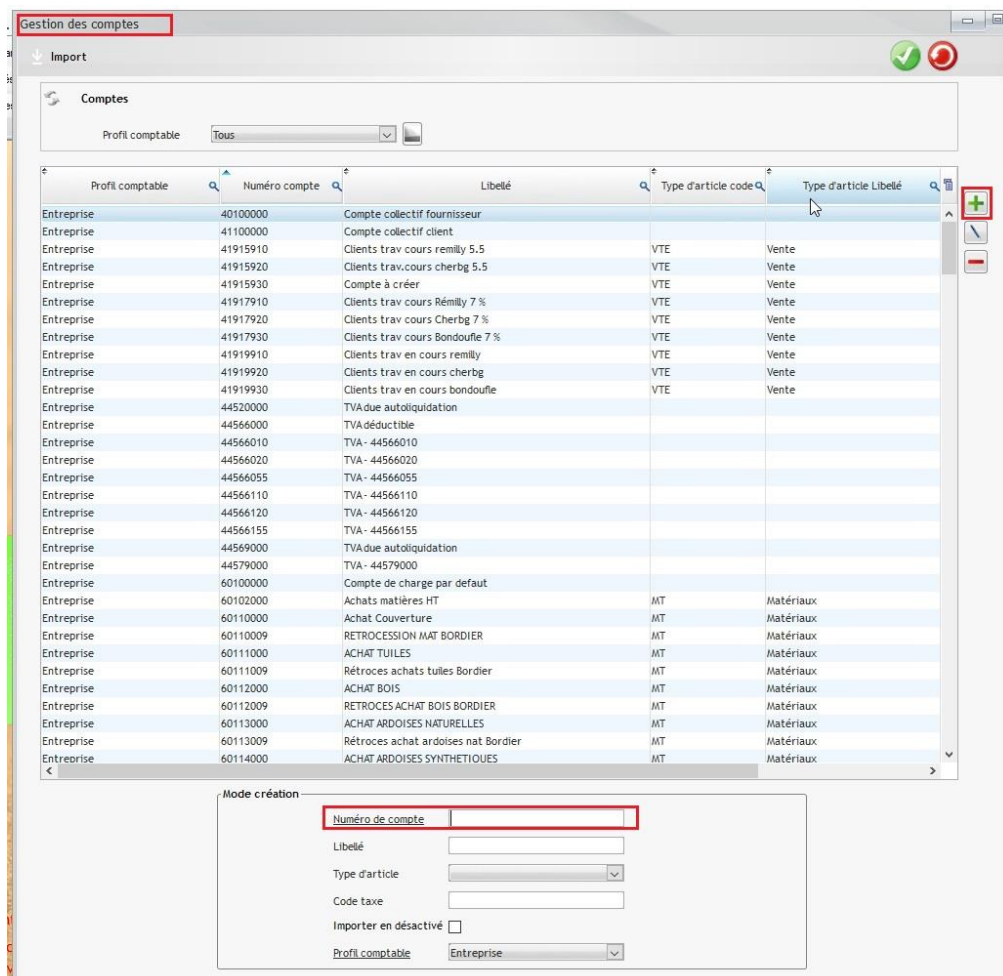 Gestion des comptes
Import
Comptes
Profil comptable Tous
Profil comptable Numéro compte Libellé Type d'article code Type d'article Libellé
Entreprise 40100000 Compte collectif fournisseur
Entreprise 41100000 Compte collectif client
Entreprise 41915910 Clients trav cours remilly 5.5 VTE Vente
Entreprise 41915920 Clients trav.cours cherbg 5.5 VTE Vente
Entreprise 41915930 Compte à créer VTE Vente
Entreprise 41917910 Clients trav cours Rémilly 7 % VTE Vente
Entreprise 41917920 Clients trav cours Cherbg 7 % VTE Vente
Entreprise 41917930 Clients trav cours Bondoufle 7 % VTE Vente
Entreprise 41919910 Clients trav en cours remilly VTE Vente
Entreprise 41919920 Clients trav en cours cherbg VTE Vente
Entreprise 41919930 Clients trav en cours bondoufle VTE Vente
Entreprise 44520000 TVA due autoliquidation
Entreprise 44566000 TVA déductible
Entreprise 44566010 TVA - 44566010
Entreprise 44566020 TVA - 44566020
Entreprise 44566055 TVA - 44566055
Entreprise 44566110 TVA - 44566110
Entreprise 44566120 TVA - 44566120
Entreprise 44566155 TVA - 44566155
Entreprise 44569000 TVA due autoliquidation
Entreprise 44579000 TVA - 44579000
Entreprise 60100000 Compte de charge par defaut
Entreprise 60102000 Achats matières HT MT Matériaux
Entreprise 60110000 Achat Couverture MT Matériaux
Entreprise 60110009 RETROCESSION MAT BORDIER MT Matériaux
Entreprise 60111000 ACHAT TUILES MT Matériaux
Entreprise 60111009 Rétroces achats tuiles Bordier MT Matériaux
Entreprise 60112000 ACHAT BOIS MT Matériaux
Entreprise 60112009 RETROCES ACHAT BOIS BORDIER MT Matériaux
Entreprise 60113000 ACHAT ARDOISES NATURELLES MT Matériaux
Entreprise 60113009 Rétroces achat ardoises nat Bordier MT Matériaux
Entreprise 60114000 ACHAT ARDOISES SYNTHETIQUES MT Matériaux
Mode création
Numéro de compte
Libellé
Type d'article
Code taxe
Importer en désactivé
Profil comptable Entreprise